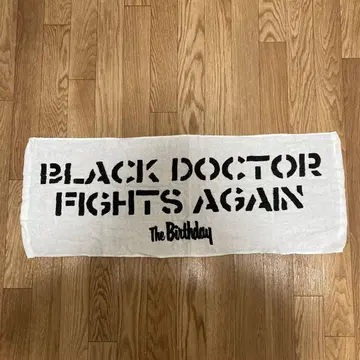 BLACK DOCTOR
FIGHTS AGAIN
The Birthday